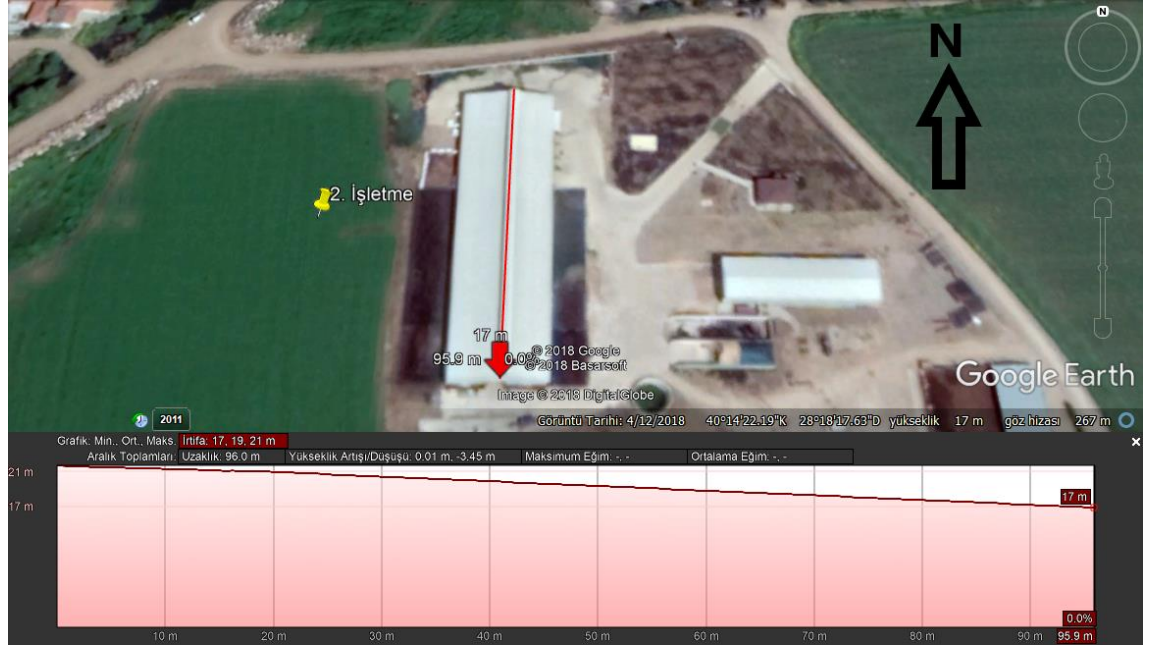 N
N
2. İşletme
17 m
95.9 m 0.0%
© 2018 Google
© 2018 Basarsoft
Image © 2018 DigitalGlobe
Google Earth
2011
Görüntü Tarihi: 4/12/2018 40°14'22.19"K 28°18'17.63"D yükseklik 17 m göz hizası 267 m
Grafik: Min., Ort., Maks. İrtifa: 17, 19, 21 m
Aralık Toplamları: Uzaklık: 96.0 m Yükseklik Artışı/Düşüşü: 0.01 m, -3.45 m Maksimum Eğim: -, - Ortalama Eğim: -, -
21 m
17 m
17 m
0.0%
10 m 20 m 30 m 40 m 50 m 60 m 70 m 80 m 90 m 95.9 m